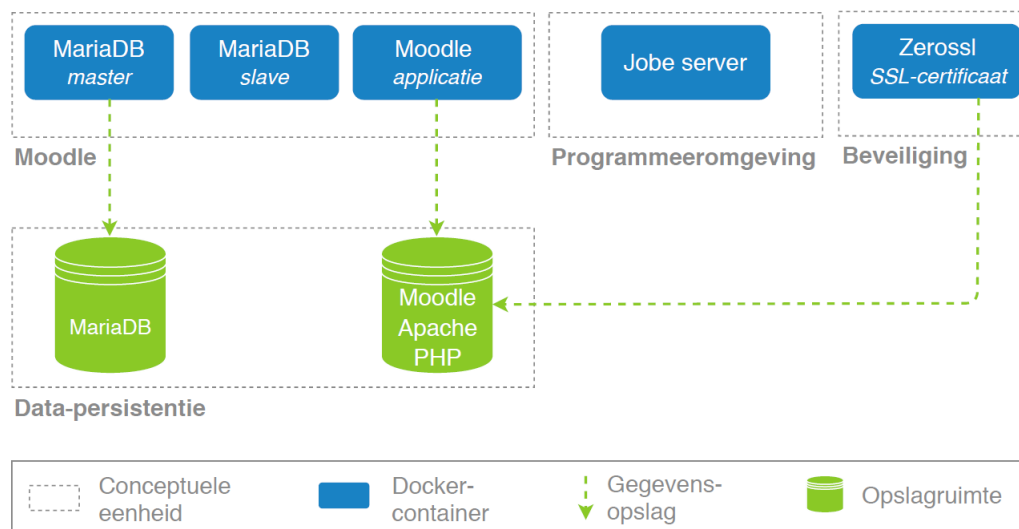 MariaDB
master
MariaDB
slave
Moodle
applicatie
Jobe server
Zerossl
SSL-certificaat
Moodle
Programmeeromgeving
Beveiliging
MariaDB
Moodle
Apache
PHP
Data-persistentie
Conceptuele
eenheid
Docker-
container
Gegevens-
opslag
Opslagruimte